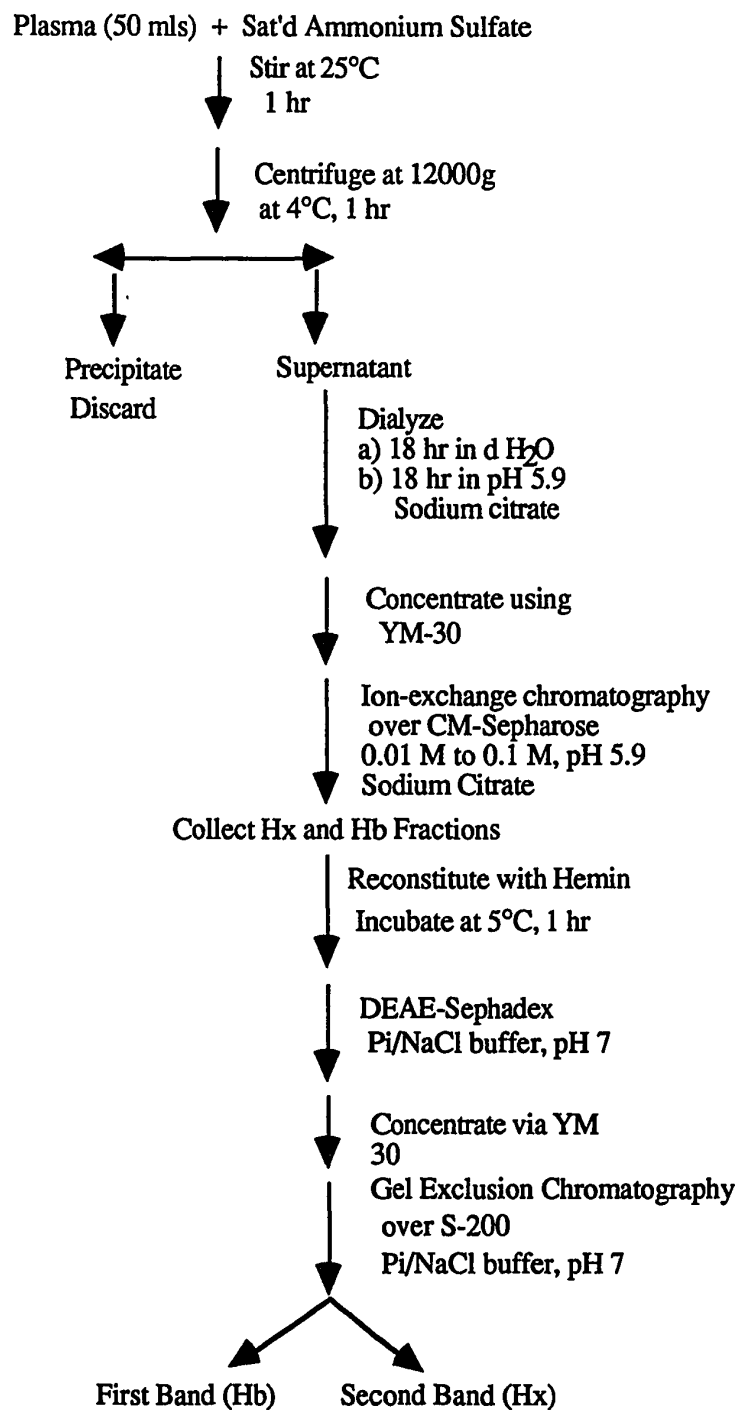 Plasma (50 mls) + Sat'd Ammonium Sulfate
Stir at 25°C
1 hr
Centrifuge at 12000g
at 4°C, 1 hr
Precipitate
Discard
Supernatant
Dialyze
a) 18 hr in d H2O
b) 18 hr in pH 5.9
Sodium citrate
Concentrate using
YM-30
Ion-exchange chromatography
over CM-Sepharose
0.01 M to 0.1 M, pH 5.9
Sodium Citrate
Collect Hx and Hb Fractions
Reconstitute with Hemin
Incubate at 5°C, 1 hr
DEAE-Sephadex
Pi/NaCl buffer, pH 7
Concentrate via YM
30
Gel Exclusion Chromatography
over S-200
Pi/NaCl buffer, pH 7
First Band (Hb) Second Band (Hx)